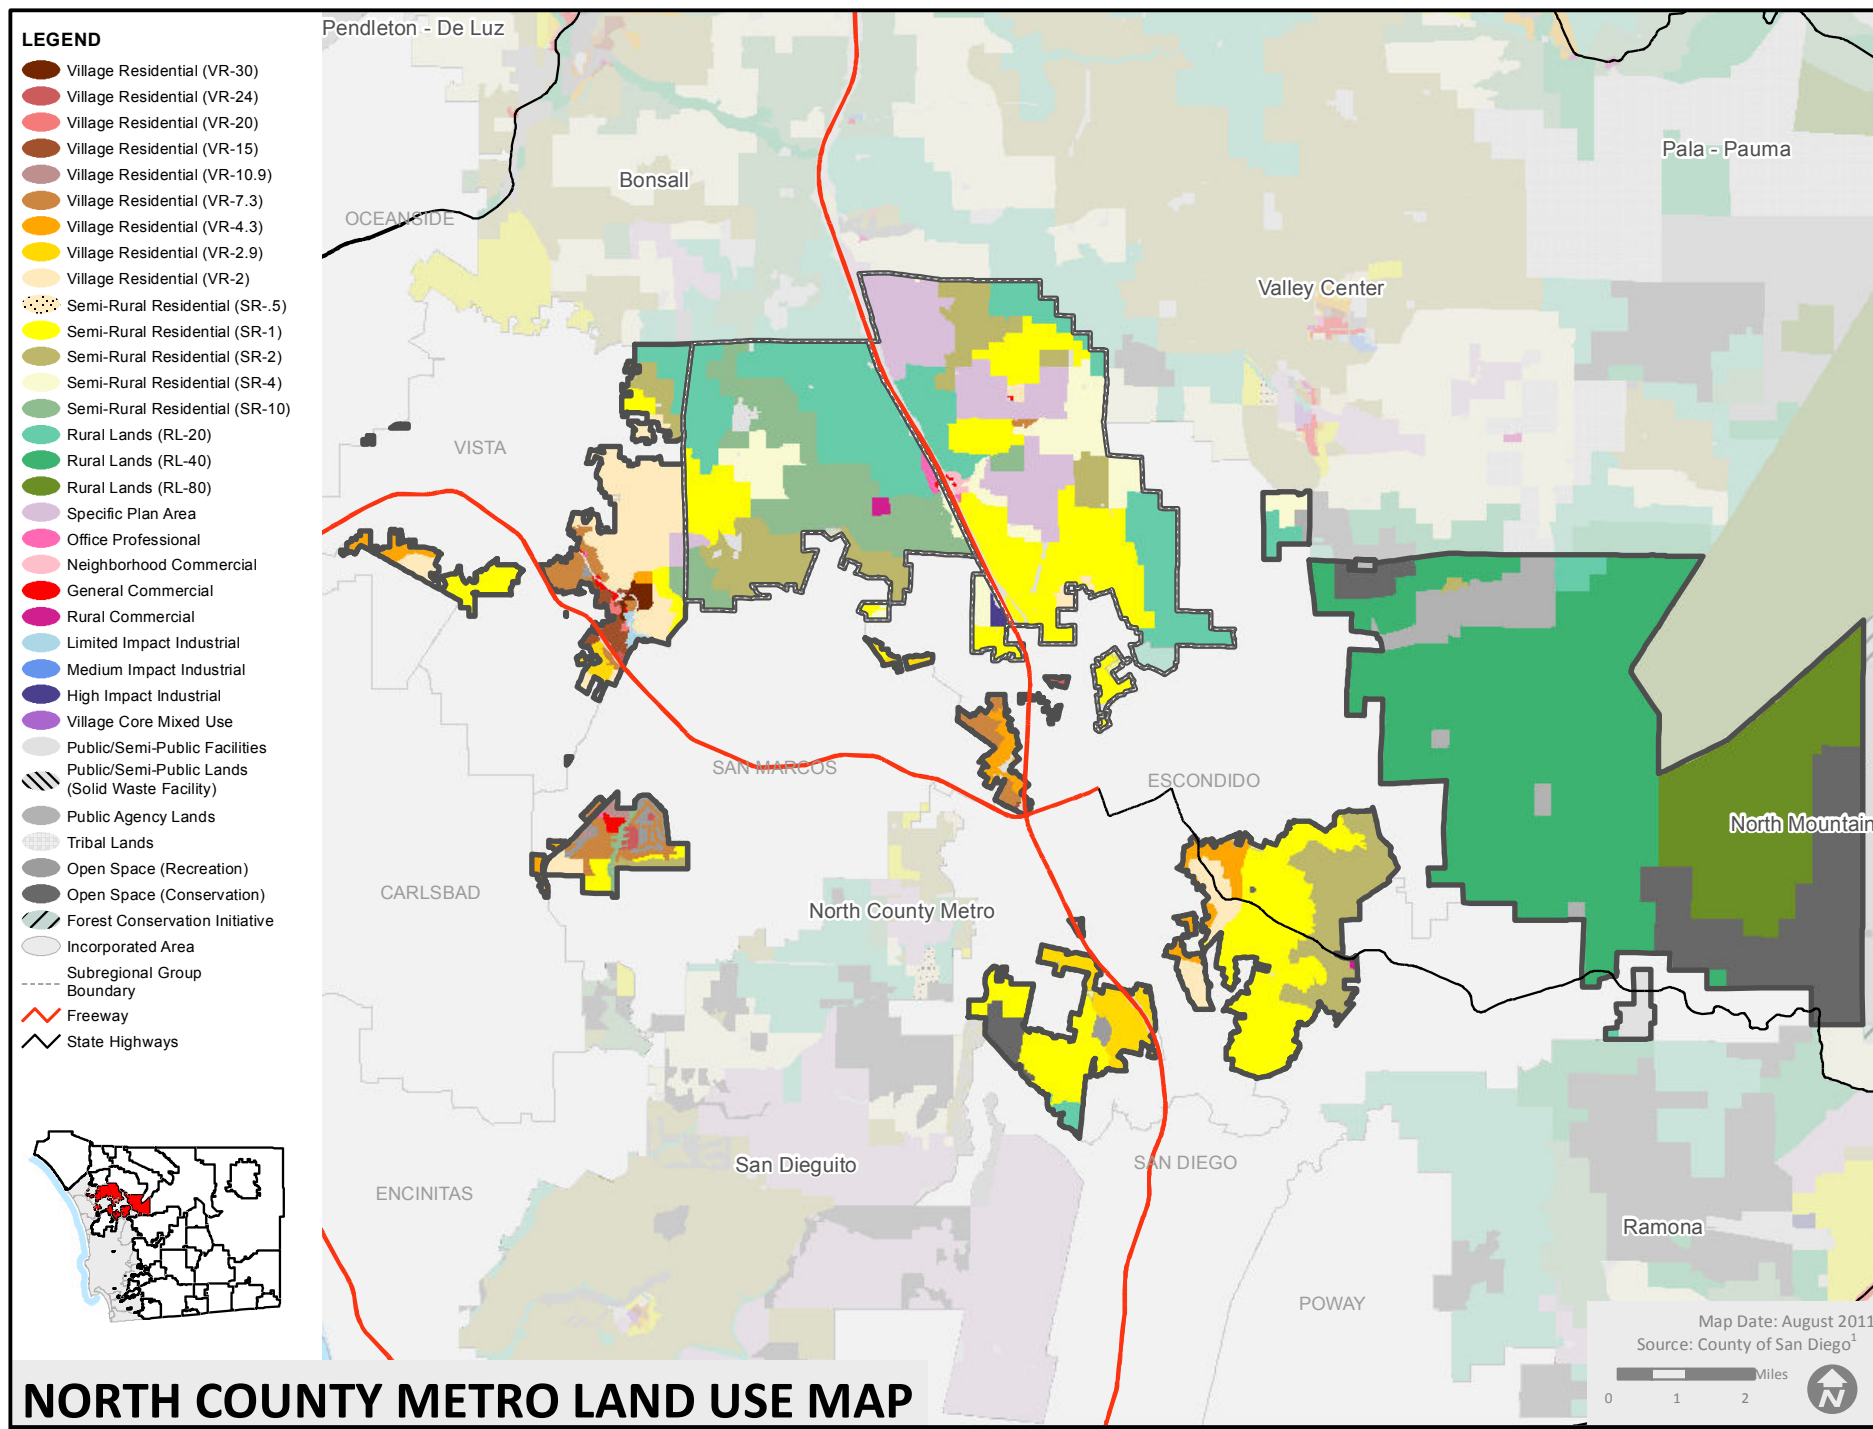 LEGEND
Village Residential (VR-30)
Village Residential (VR-24)
Village Residential (VR-20)
Village Residential (VR-15)
Village Residential (VR-10.9)
Village Residential (VR-7.3)
Village Residential (VR-4.3)
Village Residential (VR-2.9)
Village Residential (VR-2)
Semi-Rural Residential (SR-.5)
Semi-Rural Residential (SR-1)
Semi-Rural Residential (SR-2)
Semi-Rural Residential (SR-4)
Semi-Rural Residential (SR-10)
Rural Lands (RL-20)
Rural Lands (RL-40)
Rural Lands (RL-80)
Specific Plan Area
Office Professional
Neighborhood Commercial
General Commercial
Rural Commercial
Limited Impact Industrial
Medium Impact Industrial
High Impact Industrial
Village Core Mixed Use
Public/Semi-Public Facilities
Public/Semi-Public Lands
(Solid Waste Facility)
Public Agency Lands
Tribal Lands
Open Space (Recreation)
Open Space (Conservation)
Forest Conservation Initiative
Incorporated Area
Subregional Group
Boundary
Freeway
State Highways
Pendleton - De Luz
Pala - Pauma
Bonsall
OCEANSIDE
Valley Center
VISTA
SAN MARCOS
ESCONDIDO
North Mountain
CARLSBAD
North County Metro
San Dieguito
SAN DIEGO
ENCINITAS
Ramona
POWAY
Map Date: August 2011
Source: County of San Diego1
Miles
0 1 2
N
NORTH COUNTY METRO LAND USE MAP